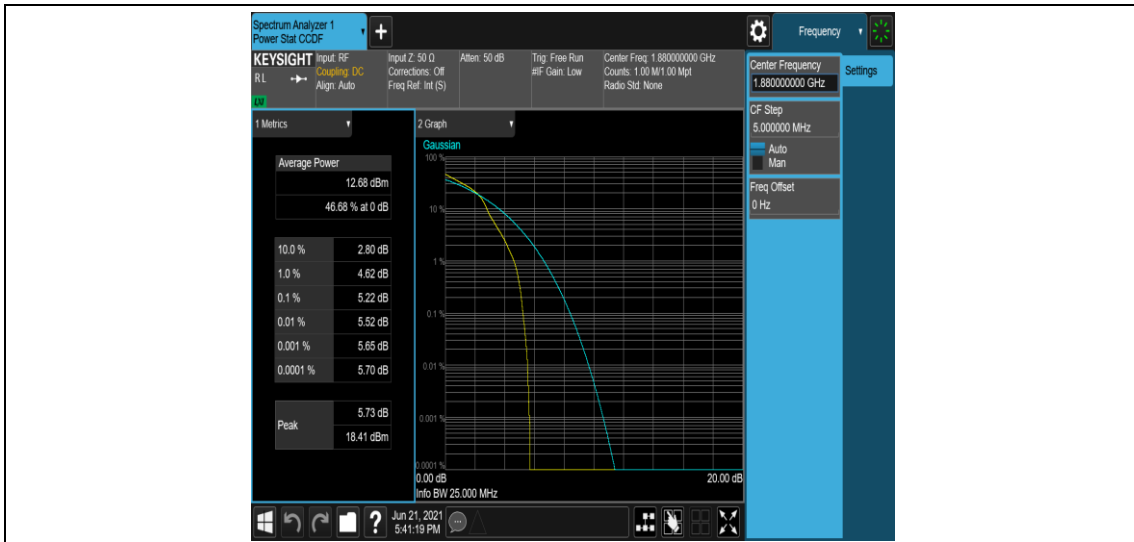 Spectrum Analyzer 1
Power Stat CCDF
Frequency
KEYSIGHT
RL
Input: RF
Coupling: DC
Align: Auto
Input Z: 50 Ω
Corrections: Off
Freq Ref: Int (S)
Atten: 50 dB
Trig: Free Run
#IF Gain: Low
Center Freq: 1.880000000 GHz
Counts: 1.00 M/1.00 Mpt
Radio Std: None
Center Frequency
1.880000000 GHz
Settings
CF Step
5.000000 MHz
Auto
Man
Freq Offset
0 Hz
1 Metrics
Average Power
12.68 dBm
46.68 % at 0 dB
10.0 % 2.80 dB
1.0 % 4.62 dB
0.1 % 5.22 dB
0.01 % 5.52 dB
0.001 % 5.65 dB
0.0001 % 5.70 dB
Peak
5.73 dB
18.41 dBm
2 Graph
Gaussian
100 %
10 %
1 %
0.1 %
0.01 %
0.001 %
0.0001 %
0.00 dB 20.00 dB
Info BW 25.000 MHz
?
Jun 21, 2021
5:41:19 PM